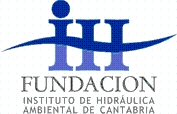 IH
FUNDACION
INSTITUTO DE HIDRÁULICA
AMBIENTAL DE CANTABRIA